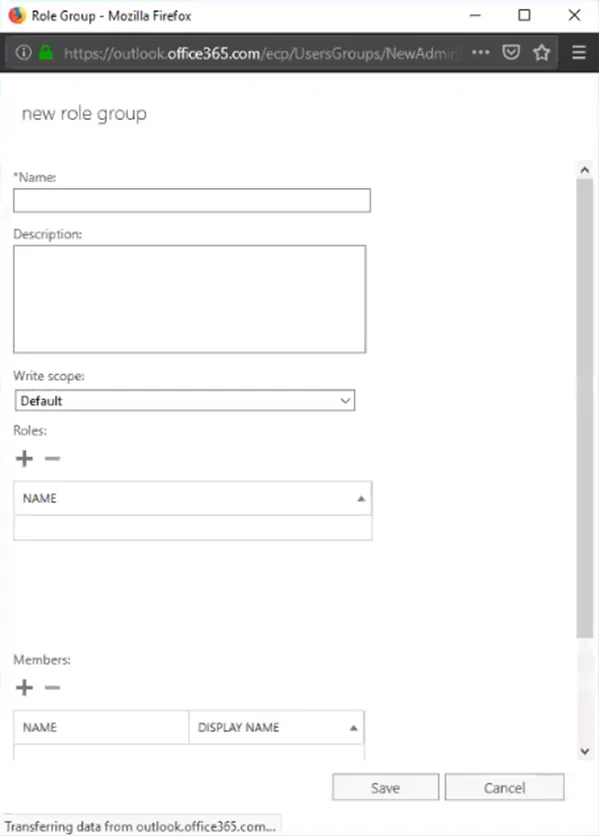 Role Group - Mozilla Firefox
https://outlook.office365.com/ecp/UsersGroups/NewAdmin
new role group
*Name:
Description:
Write scope:
Default
Roles:
NAME
Members:
NAME DISPLAY NAME
Save Cancel
Transferring data from outlook.office365.com...